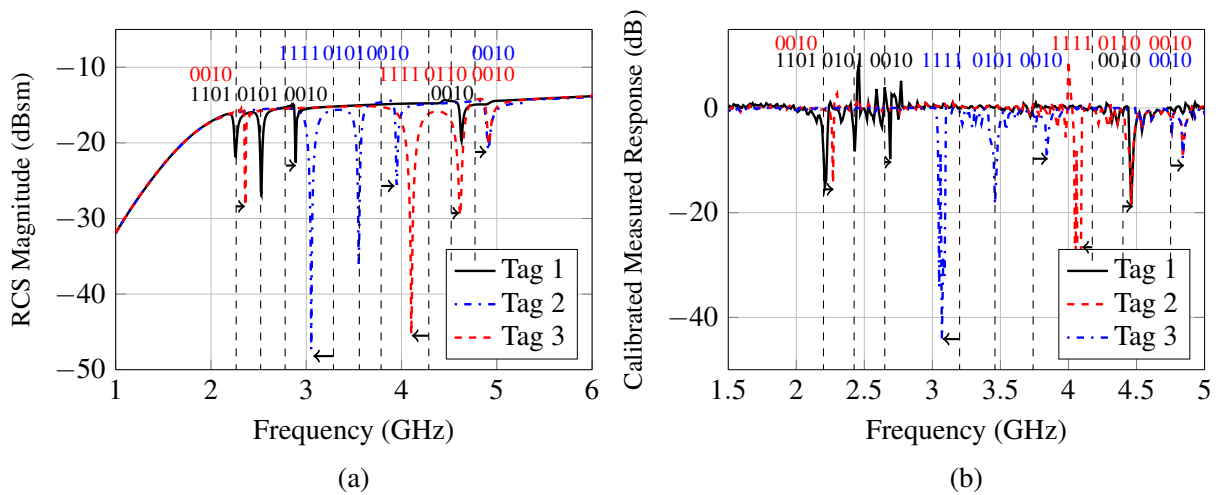 RCS Magnitude (dBsm)
−10
−20
−30
−40
−50
1111 0101 0010
0010
0010
1111 0110 0010
1101 0101 0010
0010
Tag 1
Tag 2
Tag 3
1
2
3
4
5
6
Frequency (GHz)
(a)
Calibrated Measured Response (dB)
0
−20
−40
0010
1111 0110 0010
1101 0101 0010
1111
0101 0010
0010
0010
Tag 1
Tag 2
Tag 3
1.5
2
2.5
3
3.5
4
4.5
5
Frequency (GHz)
(b)